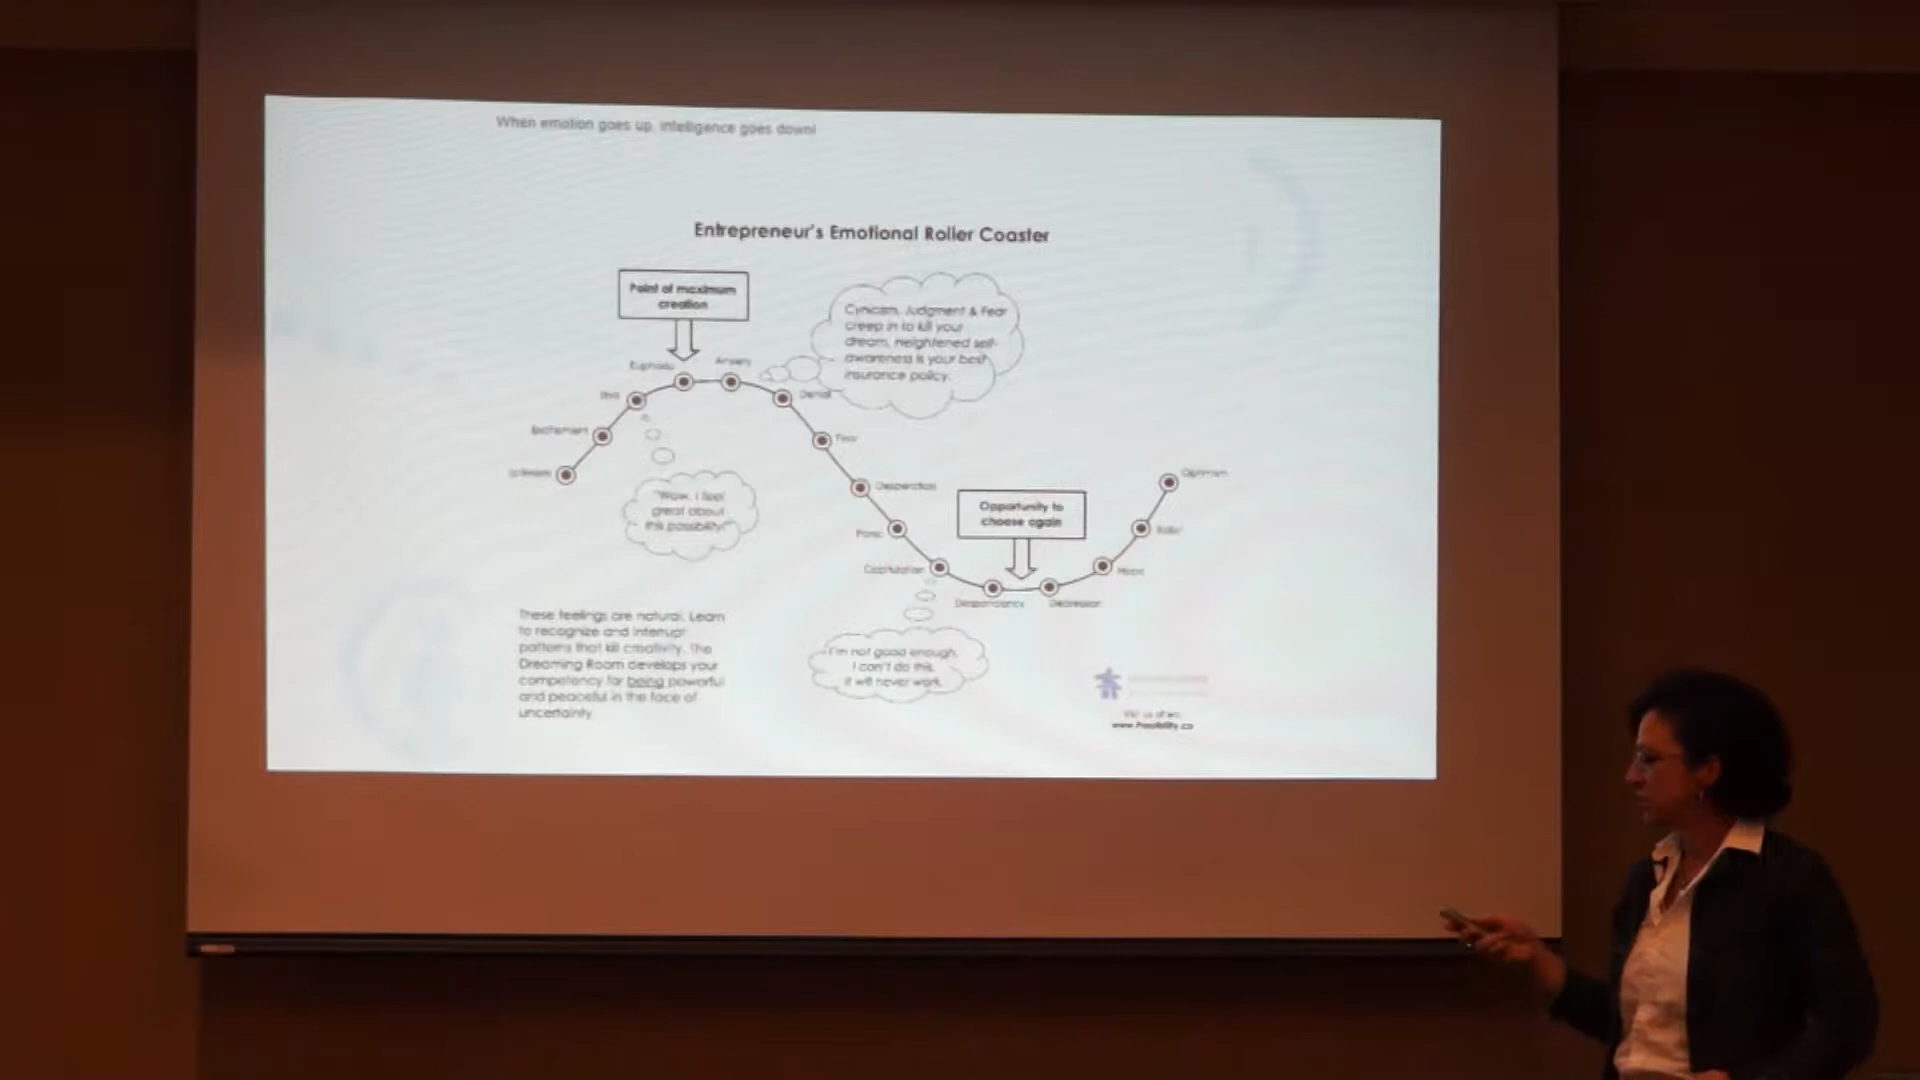 When emotion goes up, intelligence goes down!
Entrepreneur's Emotional Roller Coaster
Point of maximum
creation
Cynicism, Judgment & Fear
creep in to kill your
dream, heightened self-
awareness is your best
insurance policy.
Euphoria
Anxiety
Thrill
Denial
Excitement
Fear
Optimism
Desperation
"Wow, I feel
great about
this possibility!"
Opportunity to
choose again
Optimism
Panic
Relief
Capitulation
Hope
Despondency
Depression
These feelings are natural. Learn
to recognize and interrupt
patterns that kill creativity. The
Dreaming Room develops your
competency for being powerful
and peaceful in the face of
uncertainty.
I'm not good enough,
I can't do this,
it will never work.
Visit us at
www.Possibility.ca